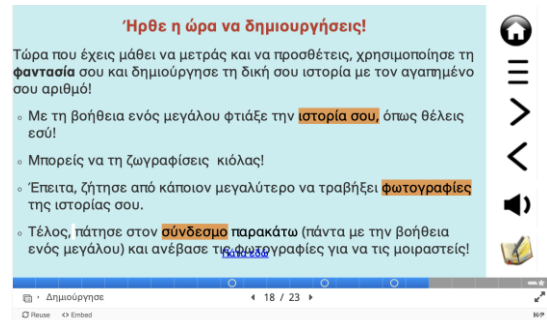 Ήρθε η ώρα να δημιουργήσεις!
Τώρα που έχεις μάθει να μετράς και να προσθέτεις, χρησιμοποίησε τη
φαντασία σου και δημιούργησε τη δική σου ιστορία με τον αγαπημένο
σου αριθμό!
◦ Με τη βοήθεια ενός μεγάλου φτιάξε την ιστορία σου, όπως θέλεις
εσύ!
◦ Μπορείς να τη ζωγραφίσεις κιόλας!
◦ Έπειτα, ζήτησε από κάποιον μεγαλύτερο να τραβήξει φωτογραφίες
της ιστορίας σου.
◦ Τέλος, πάτησε στον σύνδεσμο παρακάτω (πάντα με την βοήθεια
ενός μεγάλου) και ανέβασε τις φωτογραφίες για να τις μοιραστείς!
Πάτα εδώ
Δημιούργησε
18 / 23
Reuse <> Embed
H5P